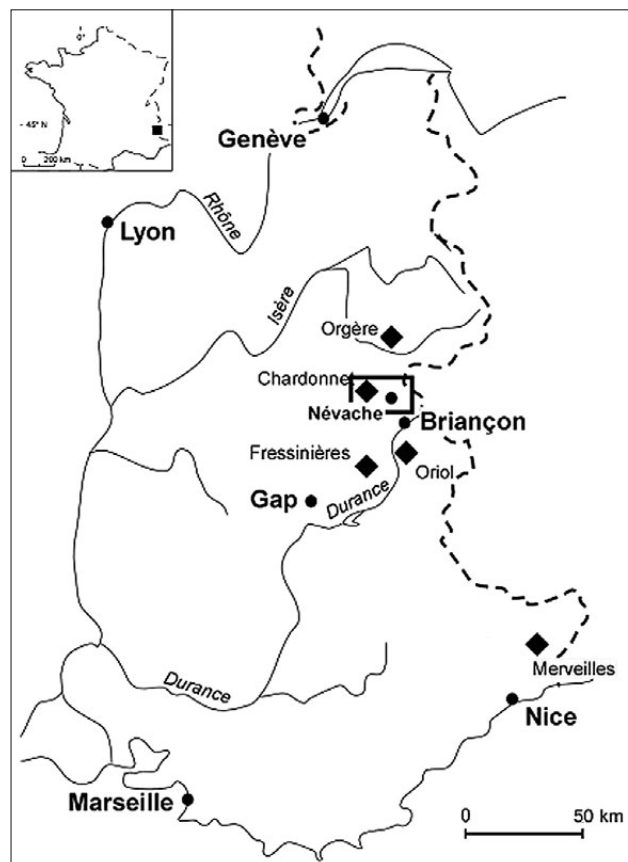 0°
- 45° N
0 200 km
Genève
Lyon
Rhône
Isère
Orgère
Chardonnet
Névache
Briançon
Fressinières
Oriol
Gap
Durance
Merveilles
Durance
Nice
Marseille
0 50 km